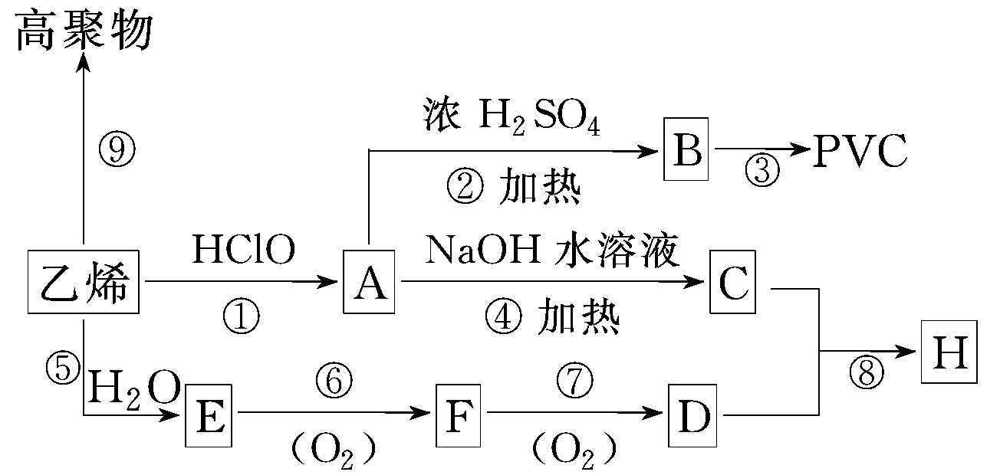 高聚物
⑨
浓 H₂SO₄
② 加热
B
③
PVC
乙烯
HClO
①
A
NaOH 水溶液
④ 加热
C
⑤
H₂O
E
⑥
(O₂)
F
⑦
(O₂)
D
⑧
H